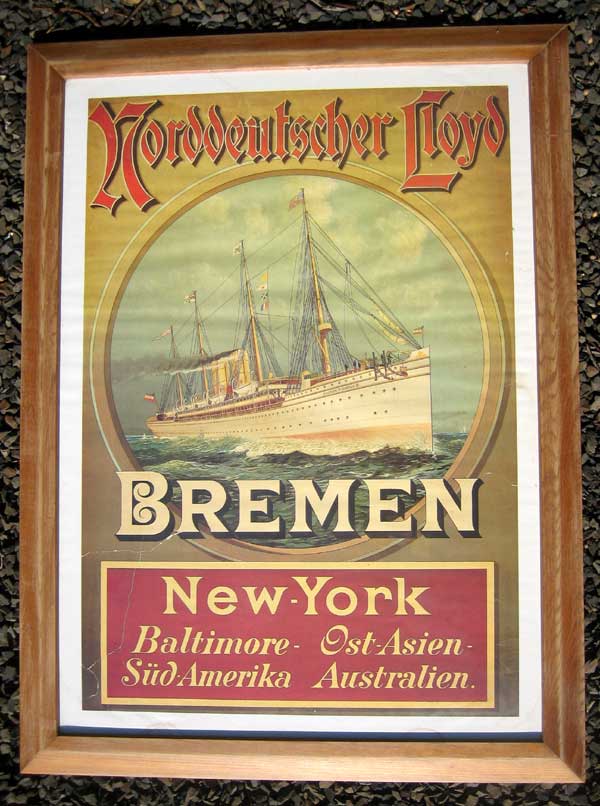 Norddeutscher Lloyd
BREMEN
New-York
Baltimore- Ost-Asien-
Süd-Amerika Australien.